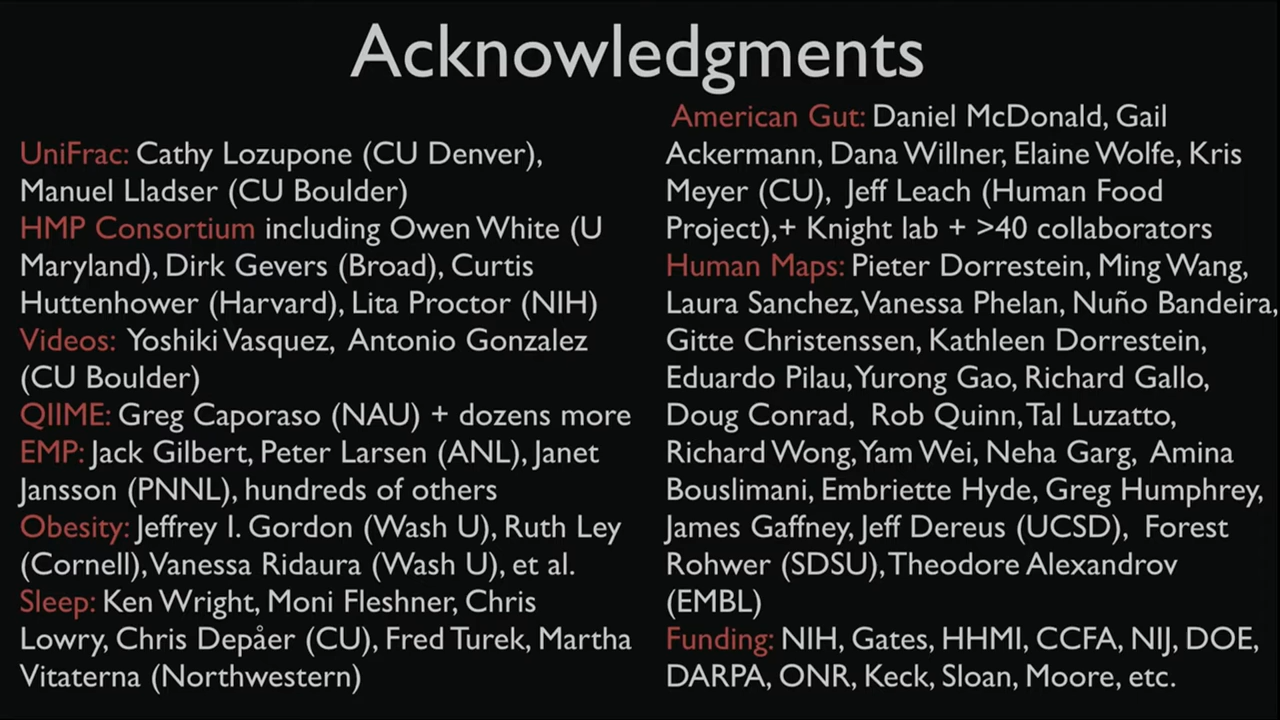 Acknowledgments
UniFrac: Cathy Lozupone (CU Denver),
Manuel Lladser (CU Boulder)
HMP Consortium including Owen White (U
Maryland), Dirk Gevers (Broad), Curtis
Huttenhower (Harvard), Lita Proctor (NIH)
Videos: Yoshiki Vasquez, Antonio Gonzalez
(CU Boulder)
QIIME: Greg Caporaso (NAU) + dozens more
EMP: Jack Gilbert, Peter Larsen (ANL), Janet
Jansson (PNNL), hundreds of others
Obesity: Jeffrey I. Gordon (Wash U), Ruth Ley
(Cornell), Vanessa Ridaura (Wash U), et al.
Sleep: Ken Wright, Moni Fleshner, Chris
Lowry, Chris Depåer (CU), Fred Turek, Martha
Vitaterna (Northwestern)
American Gut: Daniel McDonald, Gail
Ackermann, Dana Willner, Elaine Wolfe, Kris
Meyer (CU), Jeff Leach (Human Food
Project),+ Knight lab + >40 collaborators
Human Maps: Pieter Dorrestein, Ming Wang,
Laura Sanchez, Vanessa Phelan, Nuño Bandeira,
Gitte Christenssen, Kathleen Dorrestein,
Eduardo Pilau, Yurong Gao, Richard Gallo,
Doug Conrad, Rob Quinn, Tal Luzatto,
Richard Wong, Yam Wei, Neha Garg, Amina
Bouslimani, Embriette Hyde, Greg Humphrey,
James Gaffney, Jeff Dereus (UCSD), Forest
Rohwer (SDSU), Theodore Alexandrov
(EMBL)
Funding: NIH, Gates, HHMI, CCFA, NIJ, DOE,
DARPA, ONR, Keck, Sloan, Moore, etc.